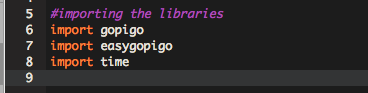 5 #importing the libraries
6 import gopigo
7 import easygopigo
8 import time
9